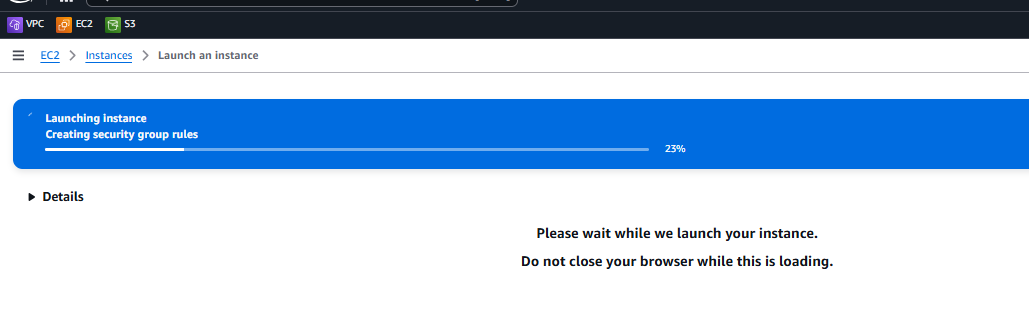 VPC EC2 S3
EC2 > Instances > Launch an instance
Launching instance
Creating security group rules
23%
Details
Please wait while we launch your instance.
Do not close your browser while this is loading.